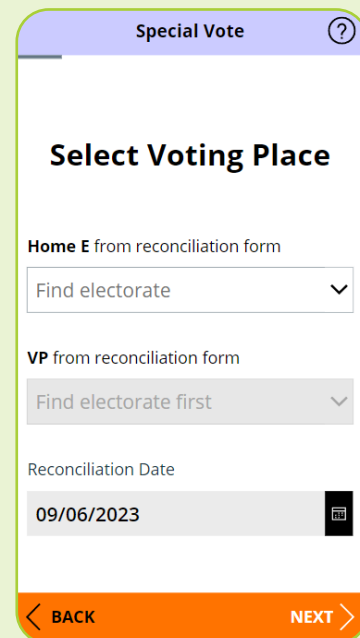 Special Vote
?
Select Voting Place
Home E from reconciliation form
Find electorate
VP from reconciliation form
Find electorate first
Reconciliation Date
09/06/2023
BACK NEXT